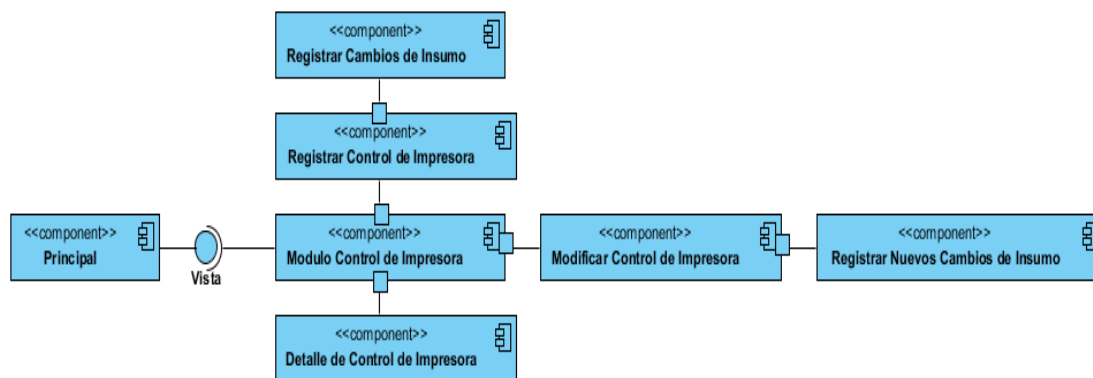 <<component>>
Registrar Cambios de Insumo
<<component>>
Registrar Control de Impresora
<<component>>
Principal
Vista
<<component>>
Modulo Control de Impresora
<<component>>
Modificar Control de Impresora
<<component>>
Registrar Nuevos Cambios de Insumo
<<component>>
Detalle de Control de Impresora